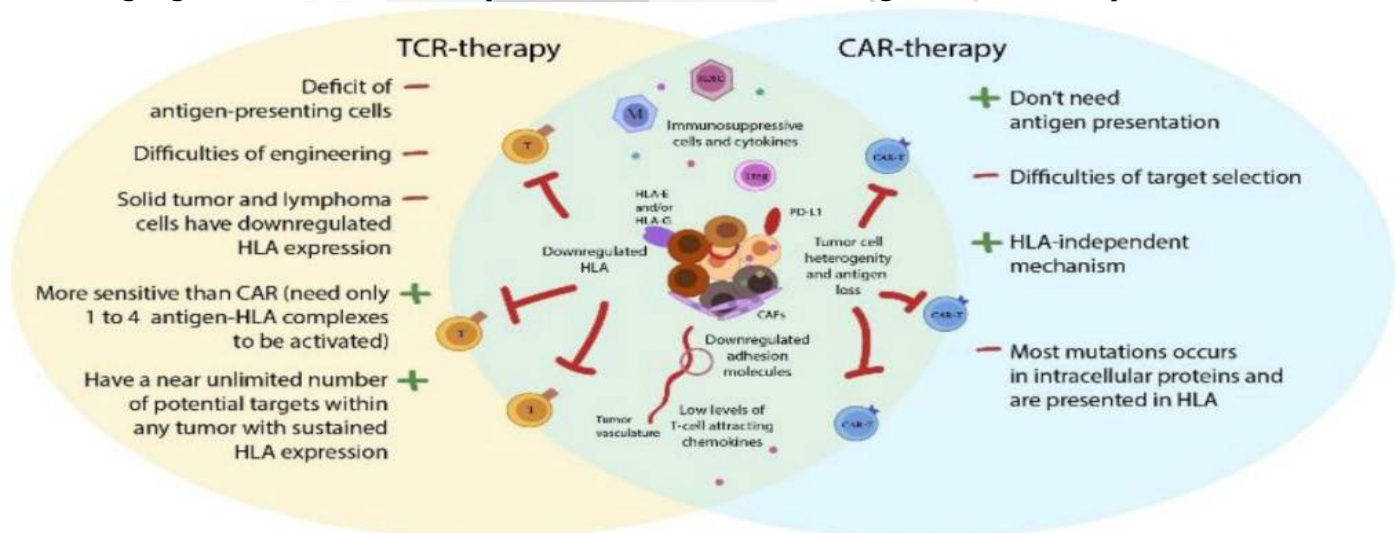 TCR-therapy
Deficit of
antigen-presenting cells
Difficulties of engineering
Solid tumor and lymphoma
cells have downregulated
HLA expression
More sensitive than CAR (need only
1 to 4 antigen-HLA complexes
to be activated)
Have a near unlimited number
of potential targets within
any tumor with sustained
HLA expression
T
T
T
M
Immunosuppressive
cells and cytokines
Treg
HLA-E
and/or
HLA-G
PD-L1
Downregulated
HLA
Tumor cell
heterogenity
and antigen
loss
CAFs
Downregulated
adhesion
molecules
Tumor
vasculature
Low levels of
T-cell attracting
chemokines
CAR-T
CAR-T
CAR-T
CAR-therapy
Don't need
antigen presentation
Difficulties of target selection
HLA-independent
mechanism
Most mutations occurs
in intracellular proteins and
are presented in HLA